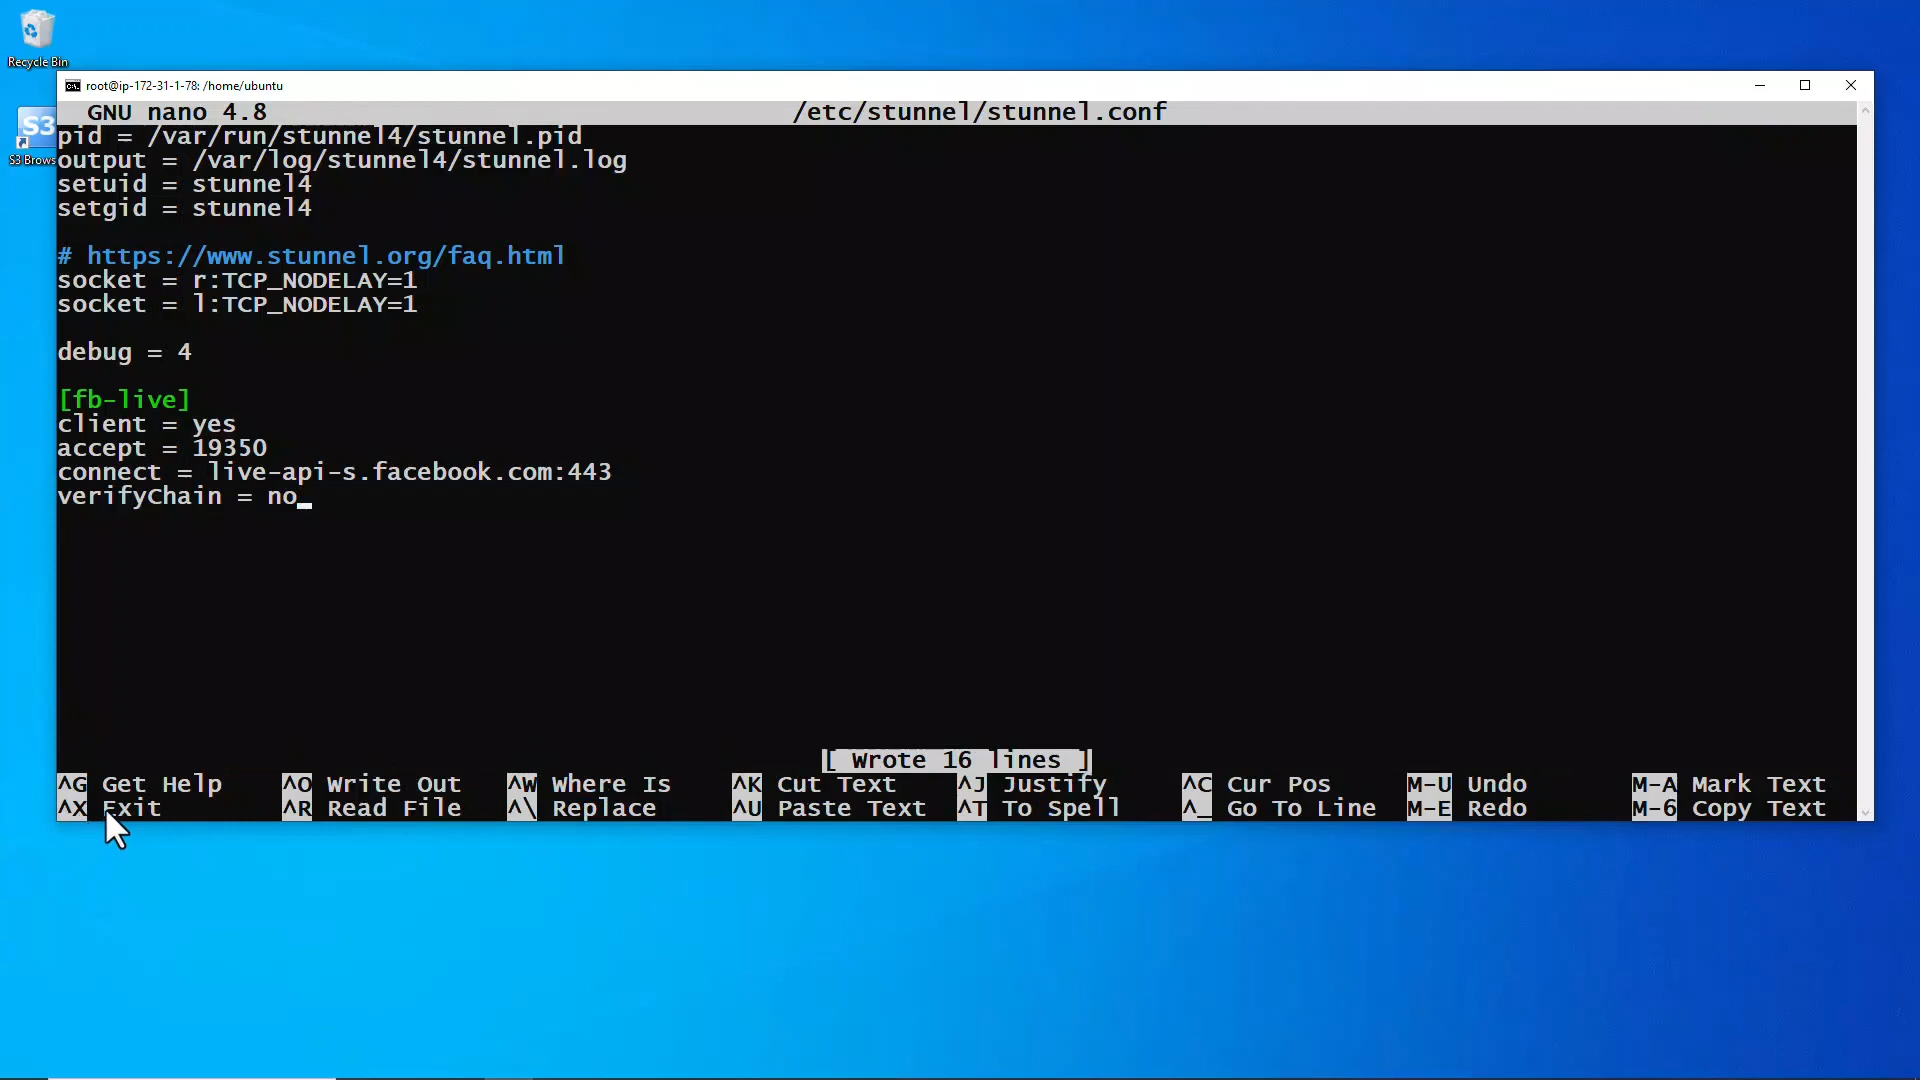 Recycle Bin
S3
S3 Brows
root@ip-172-31-1-78: /home/ubuntu
GNU nano 4.8 /etc/stunnel/stunnel.conf
pid = /var/run/stunnel4/stunnel.pid
output = /var/log/stunnel4/stunnel.log
setuid = stunnel4
setgid = stunnel4
# https://www.stunnel.org/faq.html
socket = r:TCP_NODELAY=1
socket = l:TCP_NODELAY=1
debug = 4
[fb-live]
client = yes
accept = 19350
connect = live-api-s.facebook.com:443
verifyChain = no
[ Wrote 16 lines ]
^G Get Help ^O Write Out ^W Where Is ^K Cut Text ^J Justify ^C Cur Pos M-U Undo M-A Mark Text
^X Exit ^R Read File ^\ Replace ^U Paste Text ^T To Spell ^_ Go To Line M-E Redo M-6 Copy Text